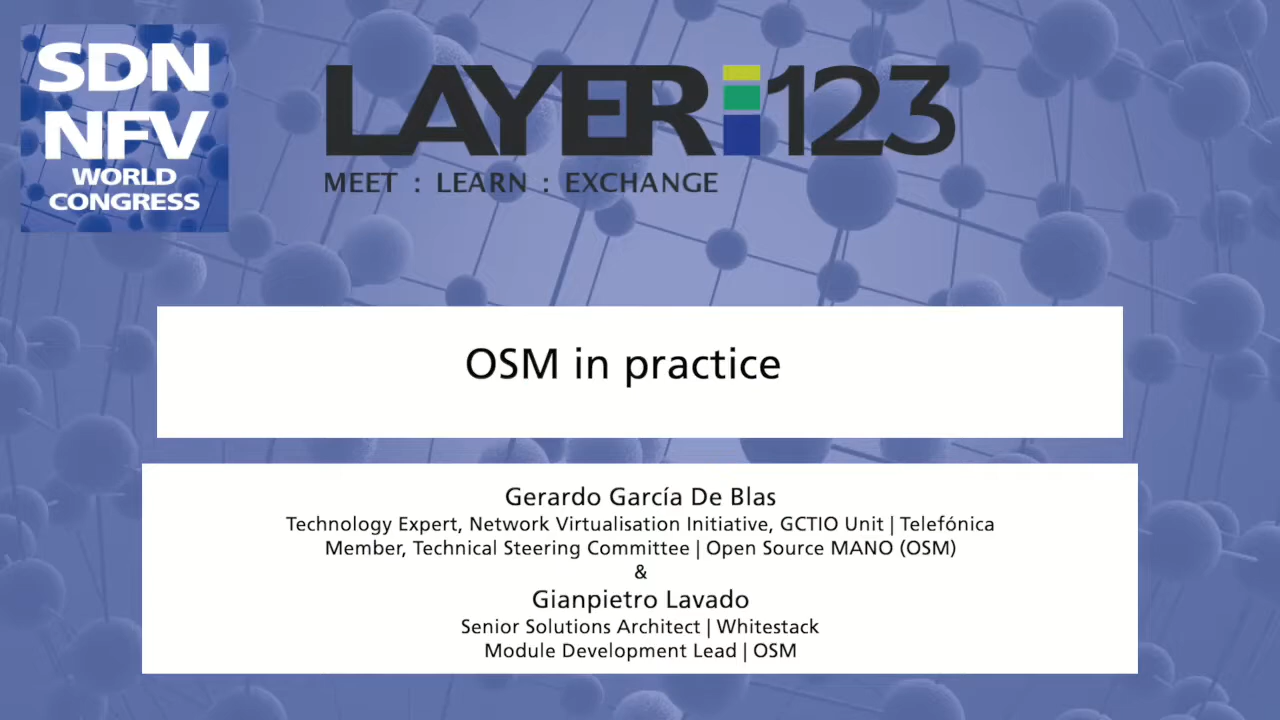 SDN
NFV
WORLD
CONGRESS
LAYER 123
MEET : LEARN : EXCHANGE
OSM in practice
Gerardo García De Blas
Technology Expert, Network Virtualisation Initiative, GCTIO Unit | Telefónica
Member, Technical Steering Committee | Open Source MANO (OSM)
&
Gianpietro Lavado
Senior Solutions Architect | Whitestack
Module Development Lead | OSM